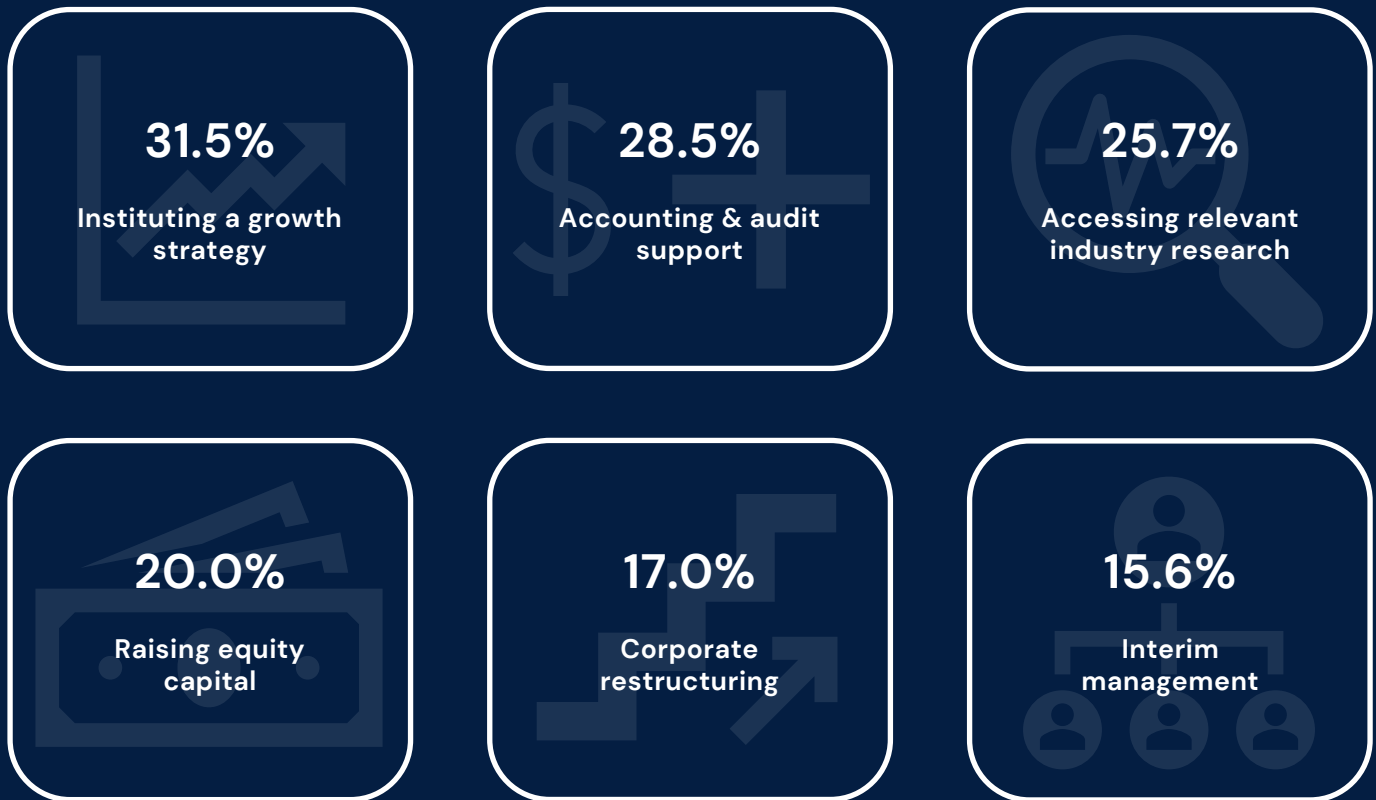 31.5%
Instituting a growth
strategy
28.5%
Accounting & audit
support
25.7%
Accessing relevant
industry research
20.0%
Raising equity
capital
17.0%
Corporate
restructuring
15.6%
Interim
management